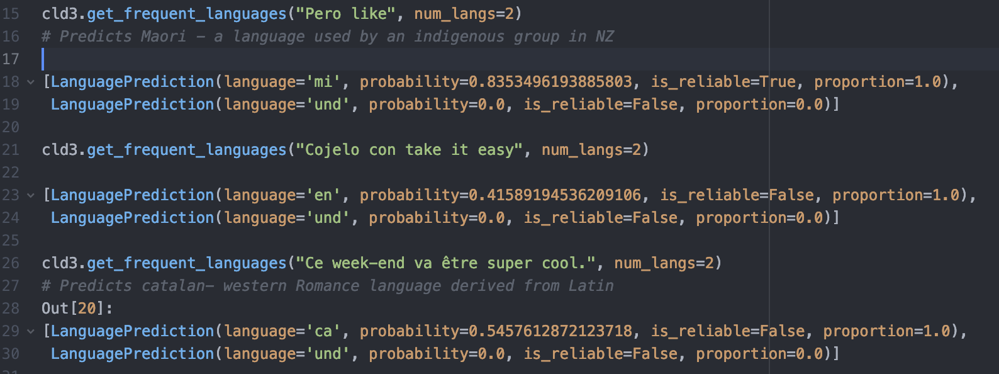 15 cld3.get_frequent_languages("Pero like", num_langs=2)
16 # Predicts Maori - a language used by an indigenous group in NZ
17
18 [LanguagePrediction(language='mi', probability=0.8353496193885803, is_reliable=True, proportion=1.0),
19 LanguagePrediction(language='und', probability=0.0, is_reliable=False, proportion=0.0)]
20
21 cld3.get_frequent_languages("Cojelo con take it easy", num_langs=2)
22
23 [LanguagePrediction(language='en', probability=0.41589194536209106, is_reliable=False, proportion=1.0),
24 LanguagePrediction(language='und', probability=0.0, is_reliable=False, proportion=0.0)]
25
26 cld3.get_frequent_languages("Ce week-end va être super cool.", num_langs=2)
27 # Predicts catalan- western Romance language derived from Latin
28 Out[20]:
29 [LanguagePrediction(language='ca', probability=0.5457612872123718, is_reliable=False, proportion=1.0),
30 LanguagePrediction(language='und', probability=0.0, is_reliable=False, proportion=0.0)]